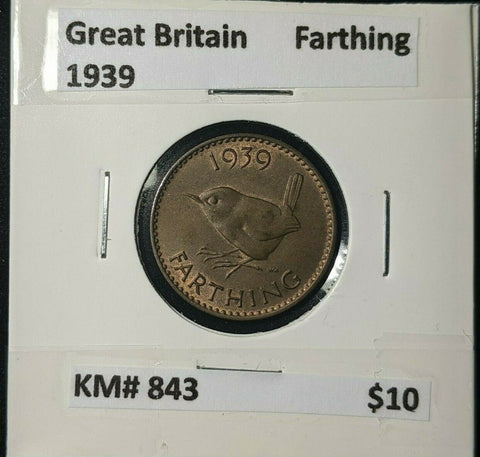 Great Britain Farthing
1939
1939
FARTHING
KM# 843 $10